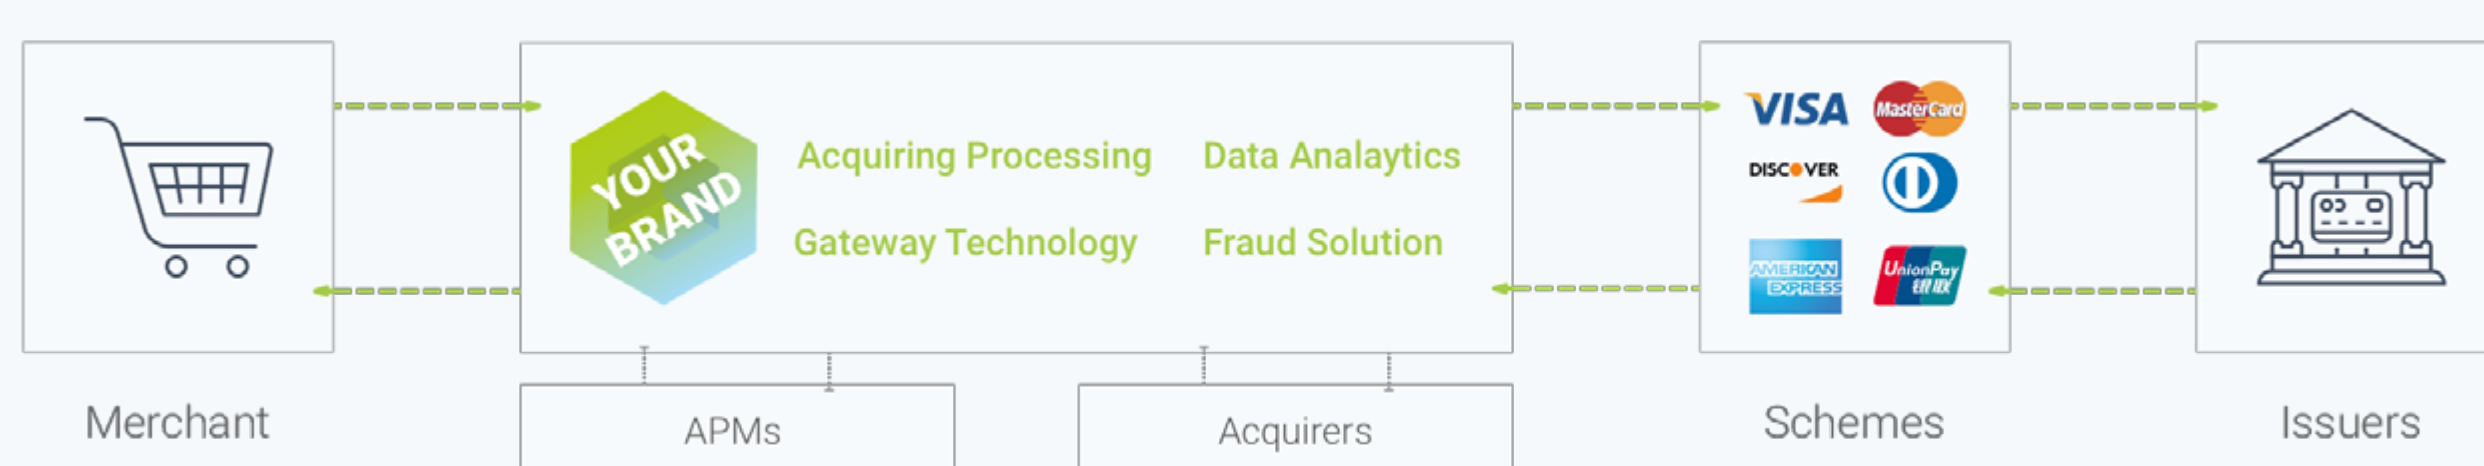 YOUR
BRAND
Acquiring Processing
Data Analaytics
Gateway Technology
Fraud Solution
VISA
MasterCard
DISCOVER
AMERICAN
EXPRESS
UnionPay
银联
Merchant
APMs
Acquirers
Schemes
Issuers